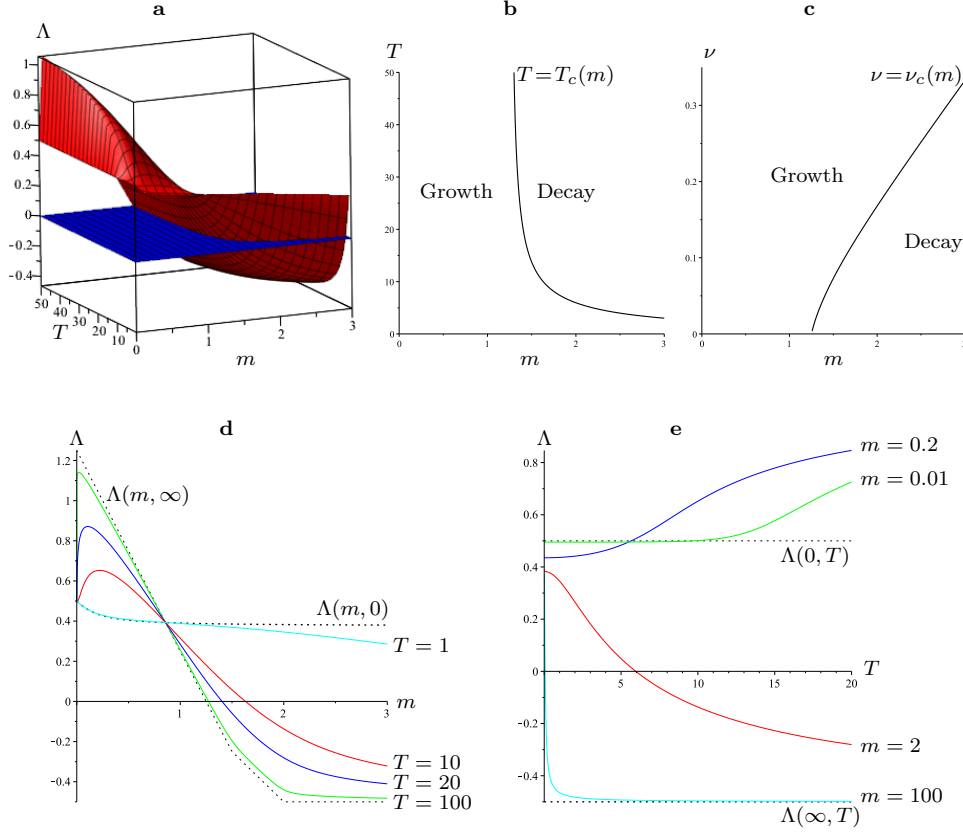 a
Λ
1
0.8
0.6
0.4
0.2
0
-0.2
-0.4
50
40
30
20
10
T
0
1
2
3
m
b
T
T = T_c(m)
50
40
30
20
10
0
Growth
Decay
0
1
2
3
m
c
ν
ν = ν_c(m)
0.3
0.2
0.1
0
Growth
Decay
0
1
2
3
m
d
Λ
1.2
1
0.8
0.6
0.4
0.2
0
-0.2
-0.4
Λ(m, ∞)
Λ(m, 0)
T = 1
1
2
3
m
T = 10
T = 20
T = 100
e
Λ
0.8
0.6
0.4
0.2
0
-0.2
-0.4
m = 0.2
m = 0.01
Λ(0, T)
5
10
15
20
T
m = 2
m = 100
Λ(∞, T)